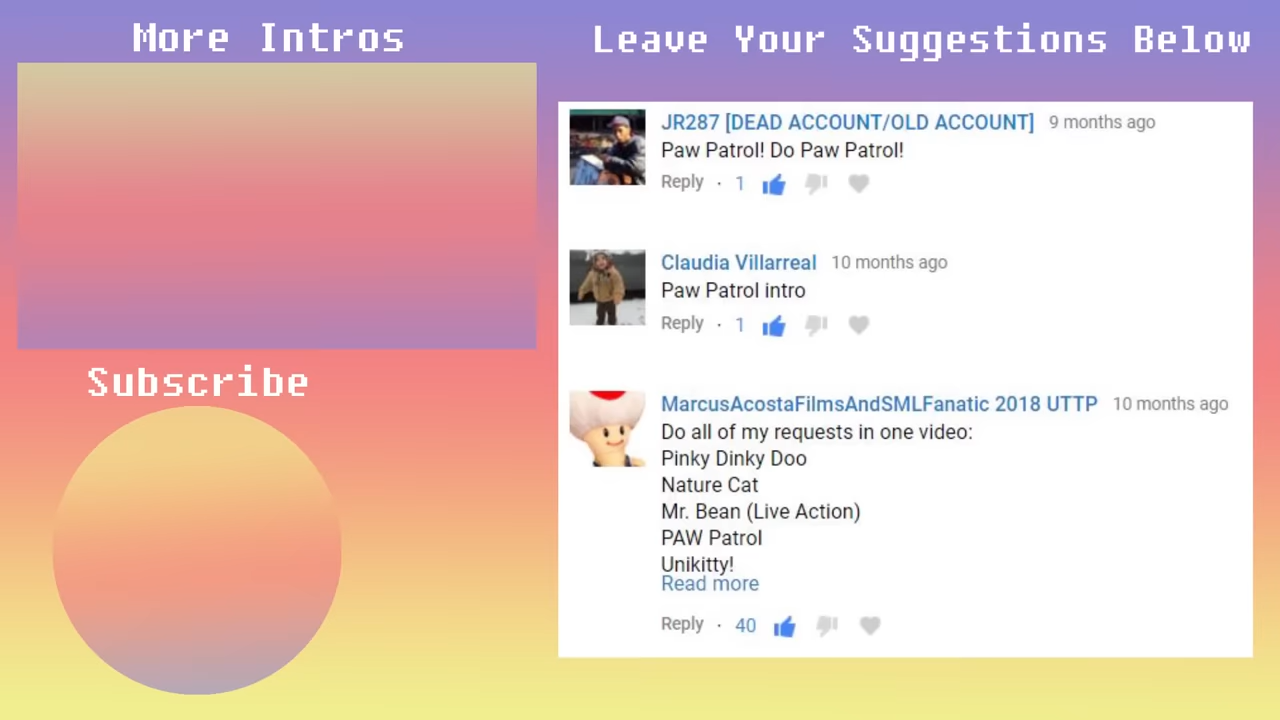 More Intros
Leave Your Suggestions Below
JR287 [DEAD ACCOUNT/OLD ACCOUNT] 9 months ago
Paw Patrol! Do Paw Patrol!
Reply · 1
Claudia Villarreal 10 months ago
Paw Patrol intro
Reply · 1
Subscribe
MarcusAcostaFilmsAndSMLFanatic 2018 UTTP 10 months ago
Do all of my requests in one video:
Pinky Dinky Doo
Nature Cat
Mr. Bean (Live Action)
PAW Patrol
Unikitty!
Read more
Reply · 40